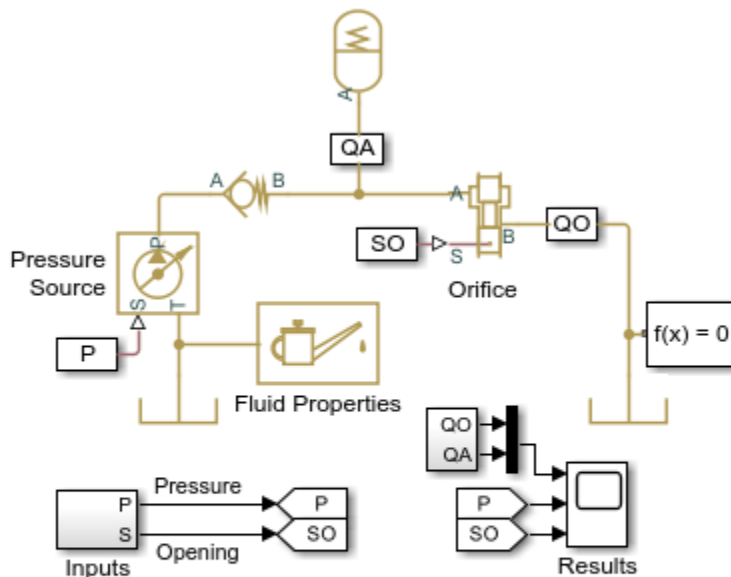 A
QA
A
B
A
SO
S
B
QO
Orifice
Pressure
Source
P
S
T
P
f(x) = 0
Fluid Properties
QO
QA
Pressure
P
P
P
S
SO
SO
Opening
Inputs
Results